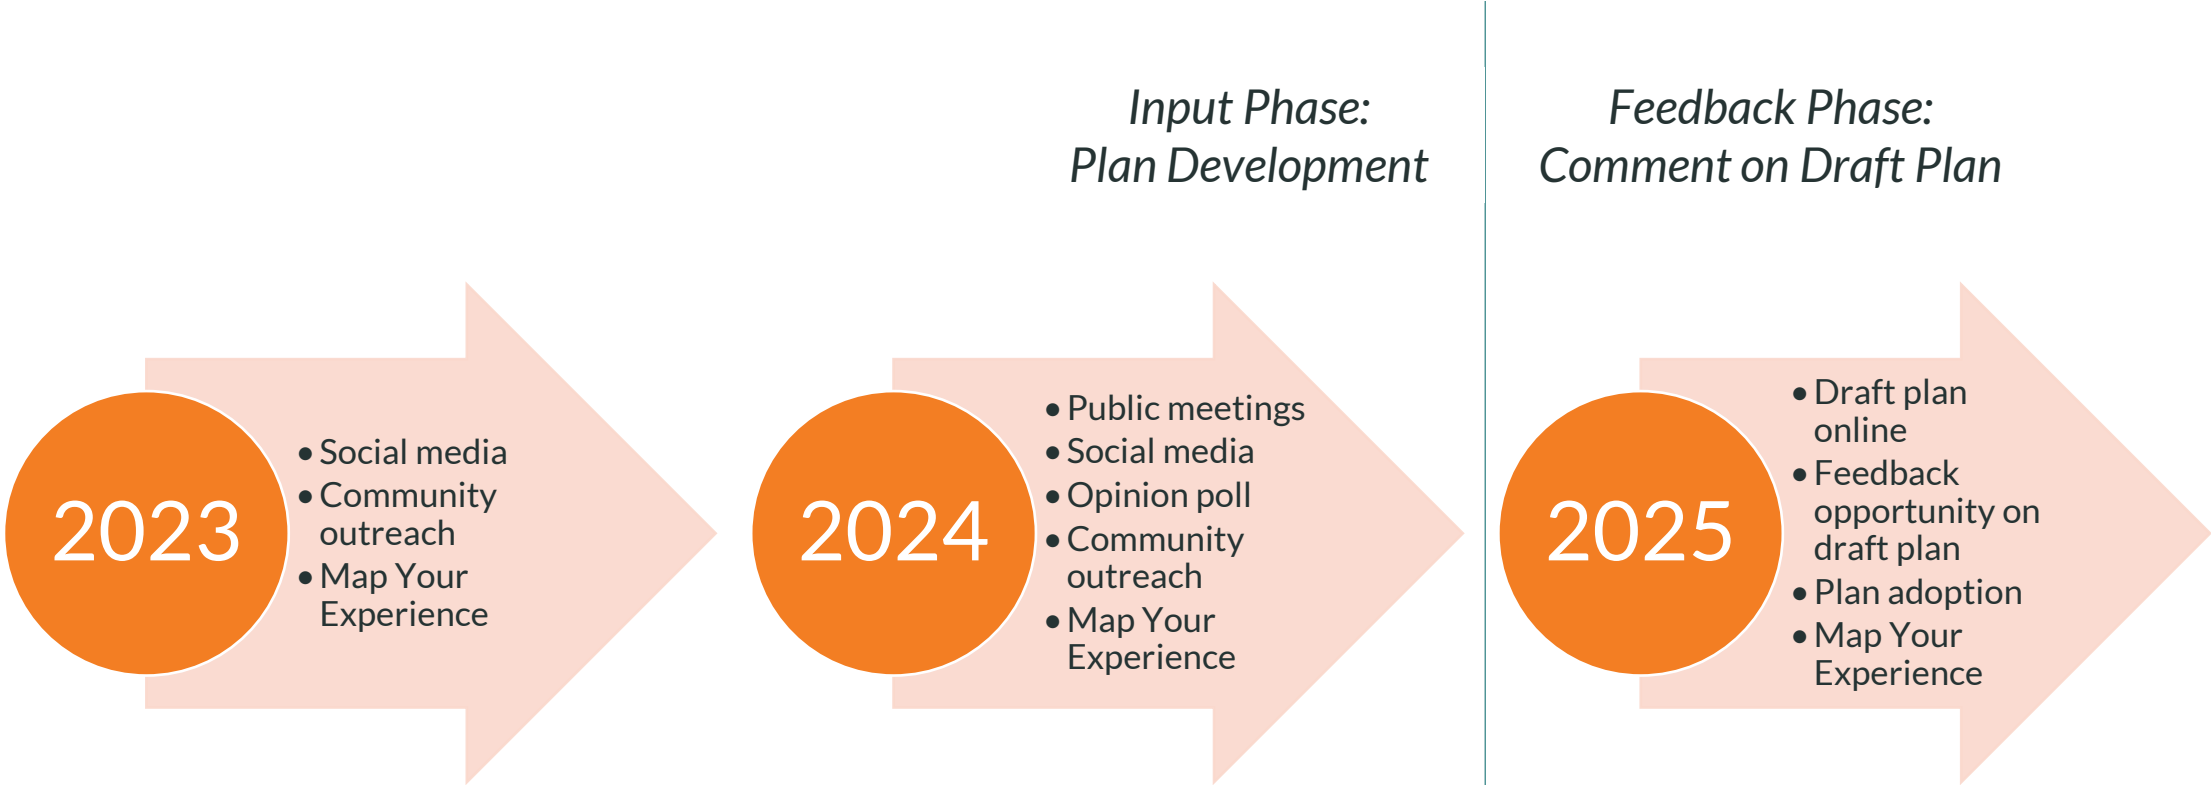 Input Phase:
Plan Development
Feedback Phase:
Comment on Draft Plan
2023
• Social media
• Community
outreach
• Map Your
Experience
2024
• Public meetings
• Social media
• Opinion poll
• Community
outreach
• Map Your
Experience
2025
• Draft plan
online
• Feedback
opportunity on
draft plan
• Plan adoption
• Map Your
Experience